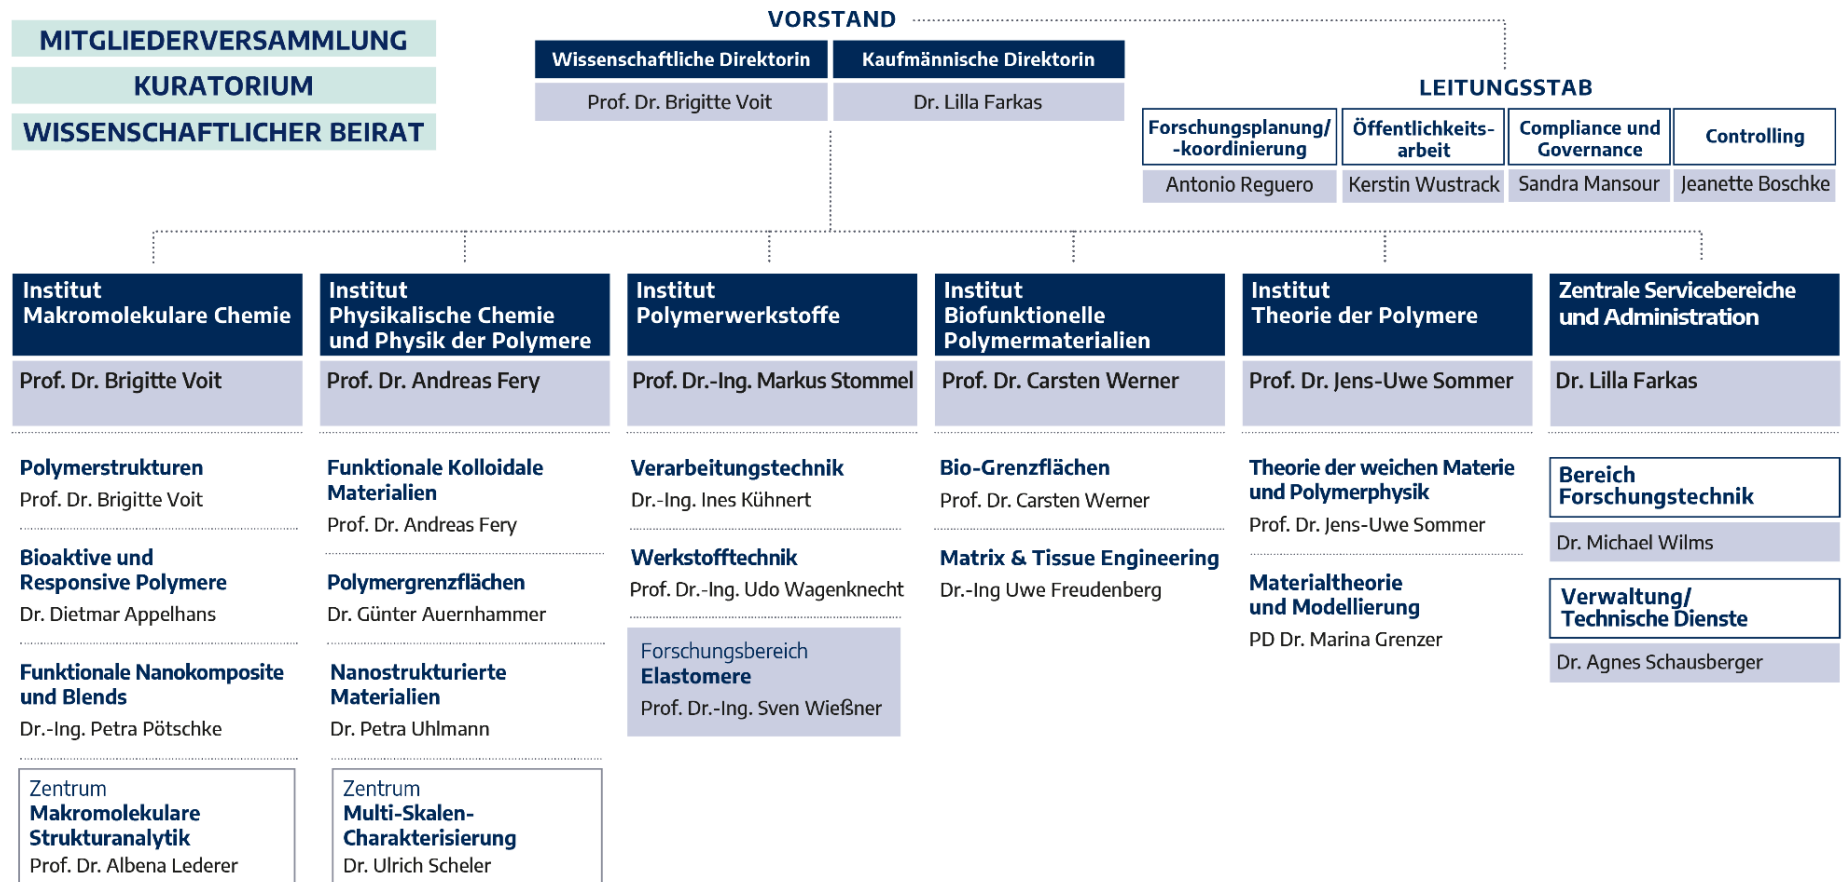 MITGLIEDERVERSAMMLUNG
KURATORIUM
WISSENSCHAFTLICHER BEIRAT
VORSTAND
Wissenschaftliche Direktorin
Prof. Dr. Brigitte Voit
Kaufmännische Direktorin
Dr. Lilla Farkas
LEITUNGSSTAB
Forschungsplanung/
-koordinierung
Antonio Reguero
Öffentlichkeits-
arbeit
Kerstin Wustrack
Compliance und
Governance
Sandra Mansour
Controlling
Jeanette Boschke
Institut
Makromolekulare Chemie
Prof. Dr. Brigitte Voit
Polymerstrukturen
Prof. Dr. Brigitte Voit
Bioaktive und
Responsive Polymere
Dr. Dietmar Appelhans
Funktionale Nanokomposite
und Blends
Dr.-Ing. Petra Pötschke
Zentrum
Makromolekulare
Strukturanalytik
Prof. Dr. Albena Lederer
Institut
Physikalische Chemie
und Physik der Polymere
Prof. Dr. Andreas Fery
Funktionale Kolloidale
Materialien
Prof. Dr. Andreas Fery
Polymergrenzflächen
Dr. Günter Auernhammer
Nanostrukturierte
Materialien
Dr. Petra Uhlmann
Zentrum
Multi-Skalen-
Charakterisierung
Dr. Ulrich Scheler
Institut
Polymerwerkstoffe
Prof. Dr.-Ing. Markus Stommel
Verarbeitungstechnik
Dr.-Ing. Ines Kühnert
Werkstofftechnik
Prof. Dr.-Ing. Udo Wagenknecht
Forschungsbereich
Elastomere
Prof. Dr.-Ing. Sven Wießner
Institut
Biofunktionelle
Polymermaterialien
Prof. Dr. Carsten Werner
Bio-Grenzflächen
Prof. Dr. Carsten Werner
Matrix & Tissue Engineering
Dr.-Ing Uwe Freudenberg
Institut
Theorie der Polymere
Prof. Dr. Jens-Uwe Sommer
Theorie der weichen Materie
und Polymerphysik
Prof. Dr. Jens-Uwe Sommer
Materialtheorie
und Modellierung
PD Dr. Marina Grenzer
Zentrale Servicebereiche
und Administration
Dr. Lilla Farkas
Bereich
Forschungstechnik
Dr. Michael Wilms
Verwaltung/
Technische Dienste
Dr. Agnes Schausberger